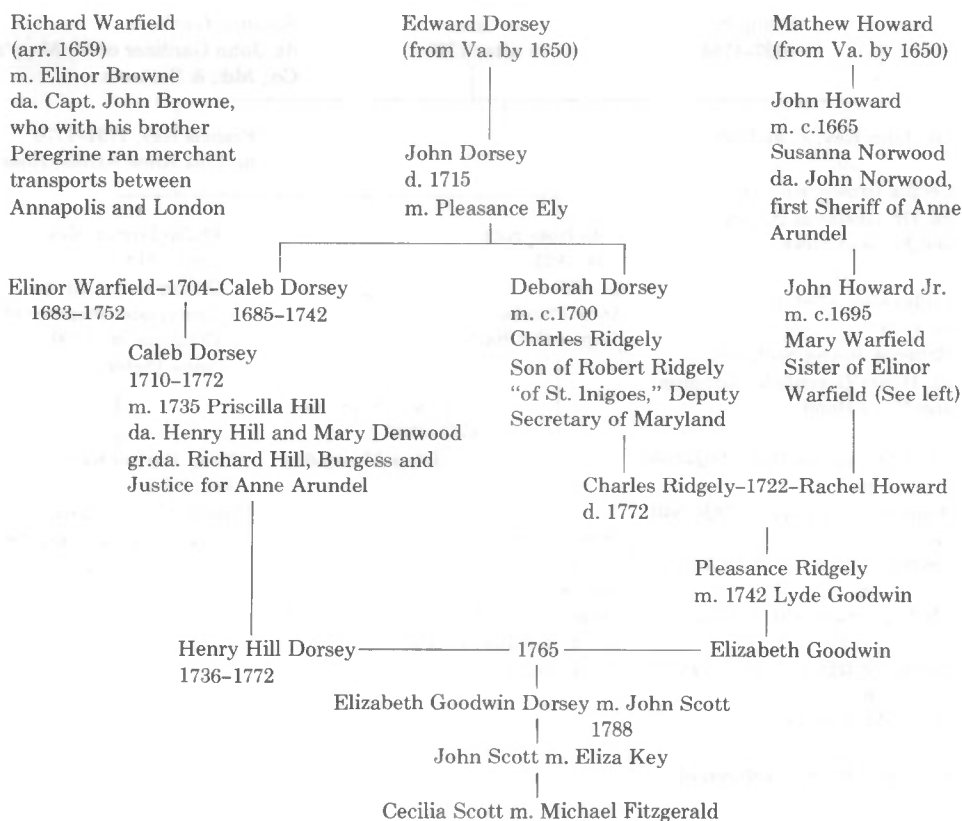 Richard Warfield
(arr. 1659)
m. Elinor Browne
da. Capt. John Browne,
who with his brother
Peregrine ran merchant
transports between
Annapolis and London
Edward Dorsey
(from Va. by 1650)
John Dorsey
d. 1715
m. Pleasance Ely
Mathew Howard
(from Va. by 1650)
John Howard
m. c.1665
Susanna Norwood
da. John Norwood,
first Sheriff of Anne
Arundel
Elinor Warfield-1704-Caleb Dorsey
1683-1752 1685-1742
Caleb Dorsey
1710-1772
m. 1735 Priscilla Hill
da. Henry Hill and Mary Denwood
gr.da. Richard Hill, Burgess and
Justice for Anne Arundel
Deborah Dorsey
m. c.1700
Charles Ridgely
Son of Robert Ridgely
"of St. Inigoes," Deputy
Secretary of Maryland
John Howard Jr.
m. c.1695
Mary Warfield
Sister of Elinor
Warfield (See left)
Charles Ridgely-1722-Rachel Howard
d. 1772
Pleasance Ridgely
m. 1742 Lyde Goodwin
Henry Hill Dorsey 1765 Elizabeth Goodwin
1736-1772
Elizabeth Goodwin Dorsey m. John Scott
1788
John Scott m. Eliza Key
Cecilia Scott m. Michael Fitzgerald